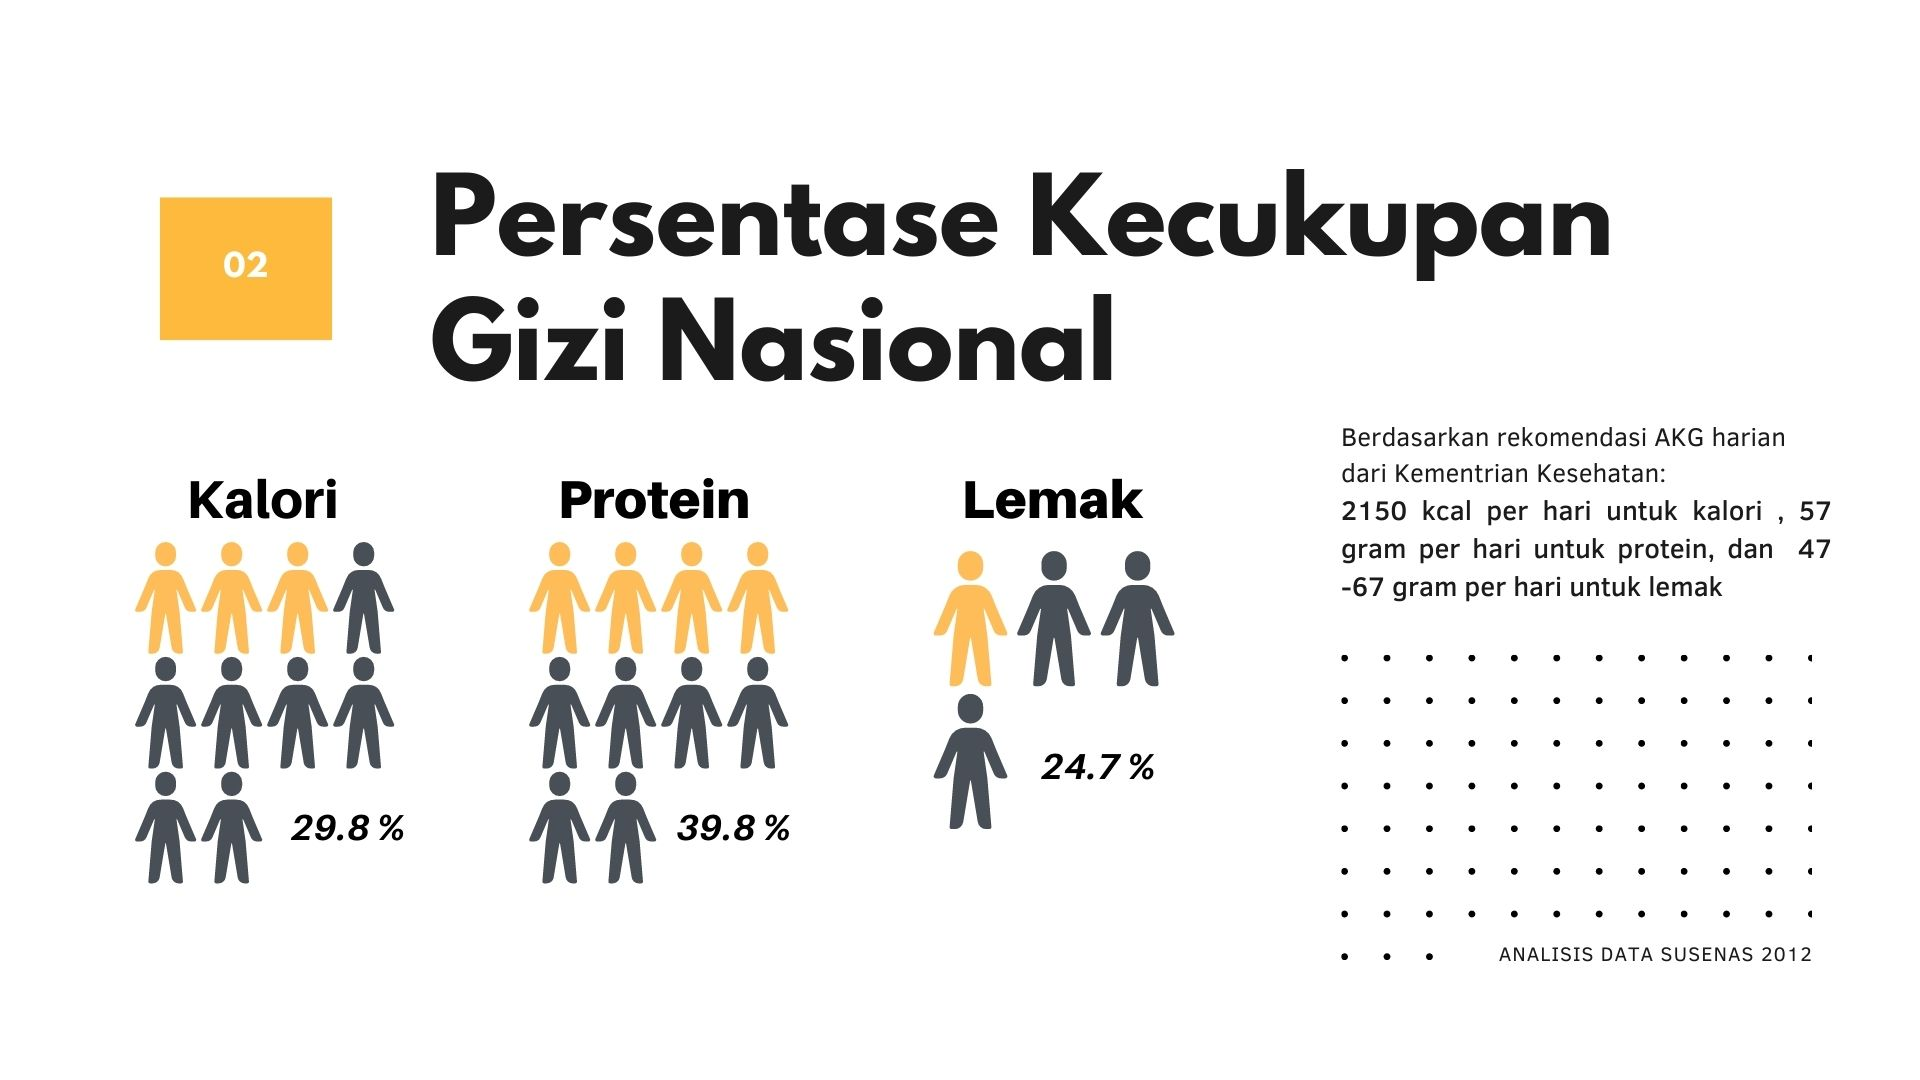 02
Persentase Kecukupan
Gizi Nasional
Kalori
29.8 %
Protein
39.8 %
Lemak
24.7 %
Berdasarkan rekomendasi AKG harian
dari Kementrian Kesehatan:
2150 kcal per hari untuk kalori , 57
gram per hari untuk protein, dan 47
-67 gram per hari untuk lemak
ANALISIS DATA SUSENAS 2012